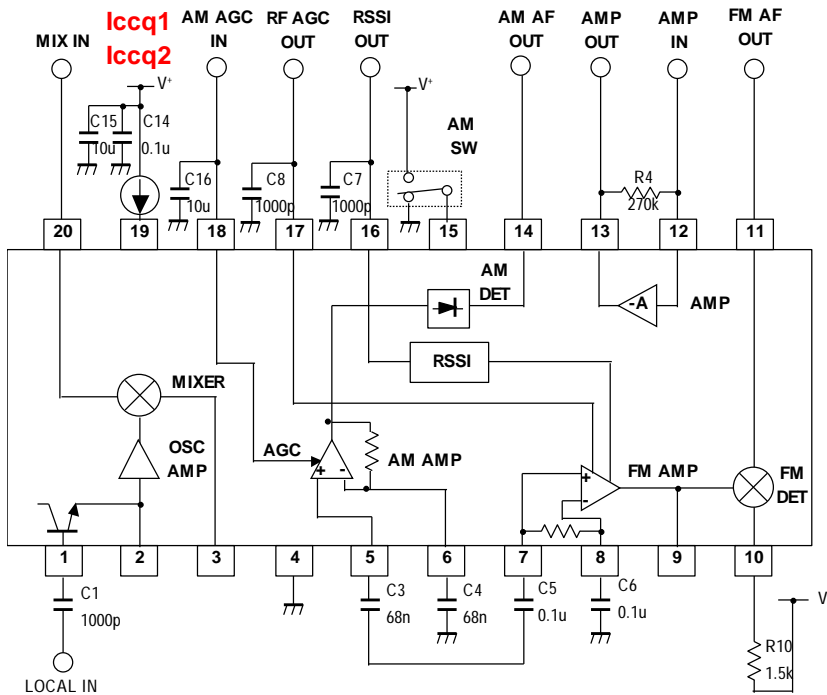 Iccq1
Iccq2
MIX IN
AM AGC
IN
RF AGC
OUT
RSSI
OUT
AM AF
OUT
AMP
OUT
AMP
IN
FM AF
OUT
V+
C15
10u
C14
0.1u
C16
10u
C8
1000p
C7
1000p
V+
AM
SW
R4
270k
20
19
18
17
16
15
14
13
12
11
AM
DET
-A
AMP
RSSI
MIXER
OSC
AMP
AGC
+
-
AM AMP
+
-
FM AMP
FM
DET
1
2
3
4
5
6
7
8
9
10
C1
1000p
C3
68n
C4
68n
C5
0.1u
C6
0.1u
V
R10
1.5k
LOCAL IN